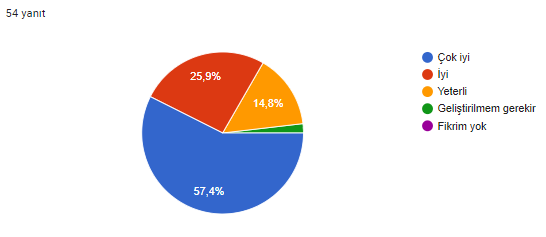 54 yanıt
Çok iyi
İyi
Yeterli
Geliştirilmem gerekir
Fikrim yok
25,9%
14,8%
57,4%